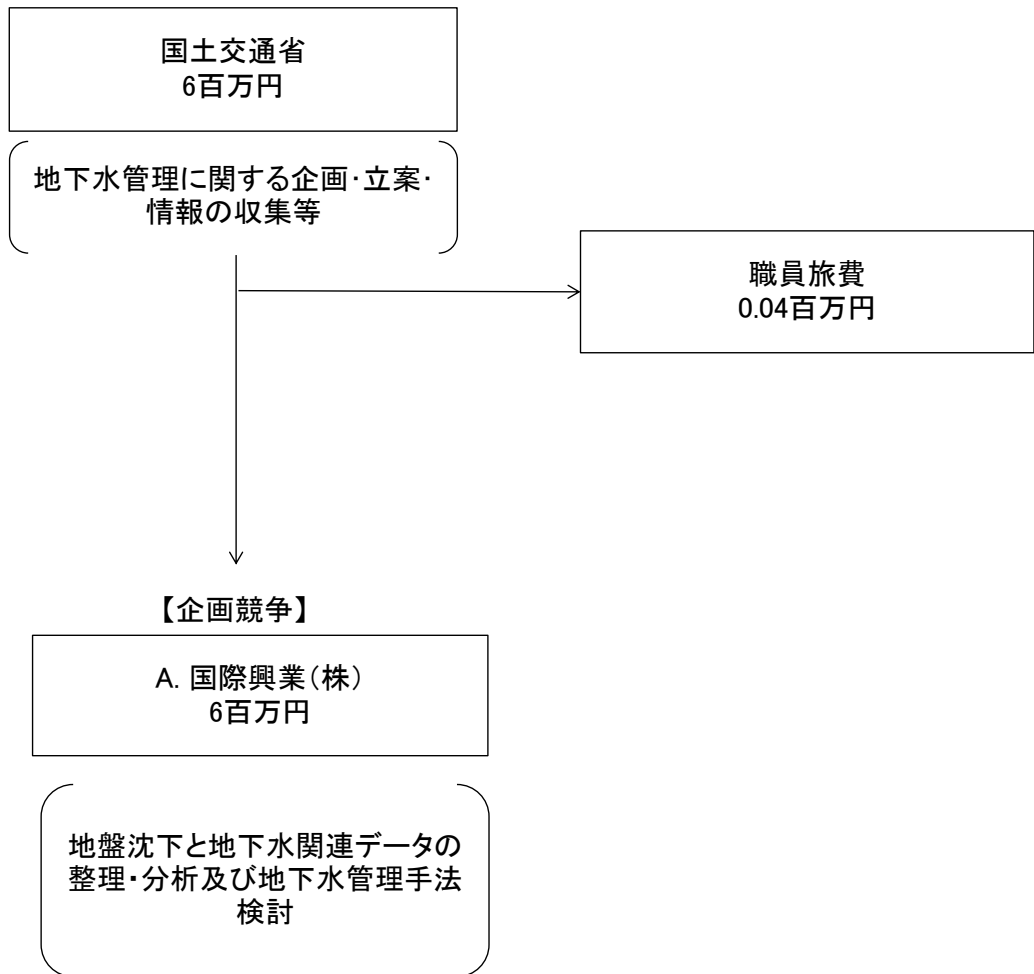 国土交通省
6百万円
地下水管理に関する企画・立案・
情報の収集等
職員旅費
0.04百万円
【企画競争】
A. 国際興業（株）
6百万円
地盤沈下と地下水関連データの
整理・分析及び地下水管理手法
検討